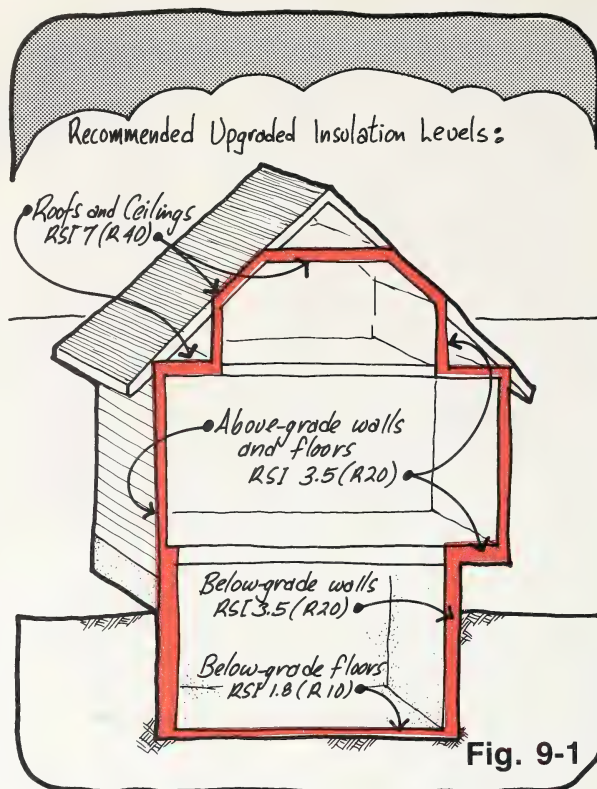 Recommended Upgraded Insulation Levels:
Roofs and Ceilings
RSI 7 (R40)
Above-grade walls
and floors
RSI 3.5 (R20)
Below-grade walls
RSI 3.5 (R20)
Below-grade floors
RSI 1.8 (R10)
Fig. 9-1